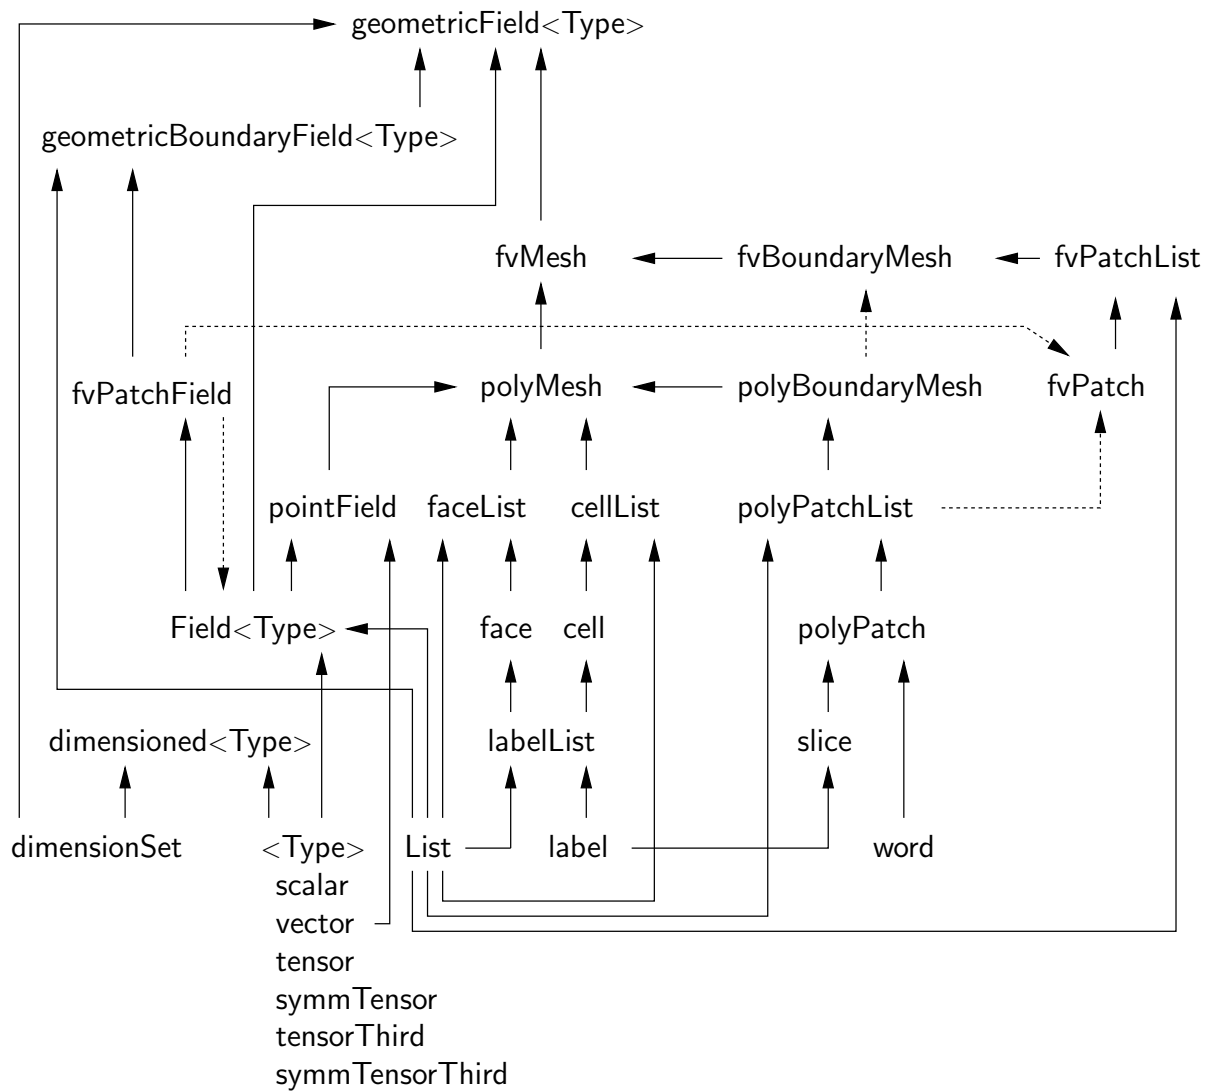 geometricField<Type>
geometricBoundaryField<Type>
fvMesh
fvBoundaryMesh
fvPatchList
fvPatchField
polyMesh
polyBoundaryMesh
fvPatch
pointField
faceList
cellList
polyPatchList
Field<Type>
face
cell
polyPatch
dimensioned<Type>
labelList
slice
dimensionSet
<Type>
List
label
word
scalar
vector
tensor
symmTensor
tensorThird
symmTensorThird